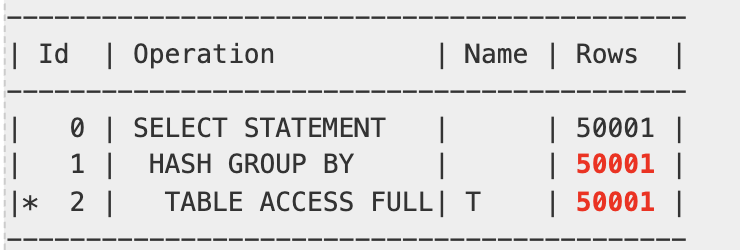 -------------------------------------------
| Id  | Operation          | Name | Rows  |
-------------------------------------------
|   0 | SELECT STATEMENT   |      | 50001 |
|   1 |  HASH GROUP BY     |      | 50001 |
|*  2 |   TABLE ACCESS FULL| T    | 50001 |
-------------------------------------------